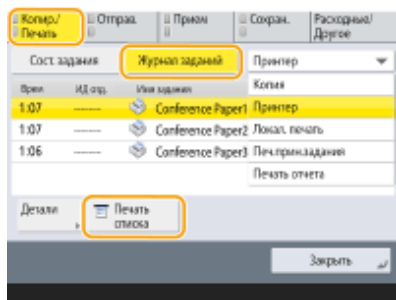 Копир./ Печать
Отправ.
Прием
Сохран.
Расходные/ Другое
Сост. задания
Журнал заданий
Принтер
Время ИД отд. Имя задания
Копия
1:07 Conference Paper1
Принтер
1:07 Conference Paper2
Локал. печать
1:06 Conference Paper3
Печ.прин.задания
Печать отчета
Детали
Печать списка
Закрыть